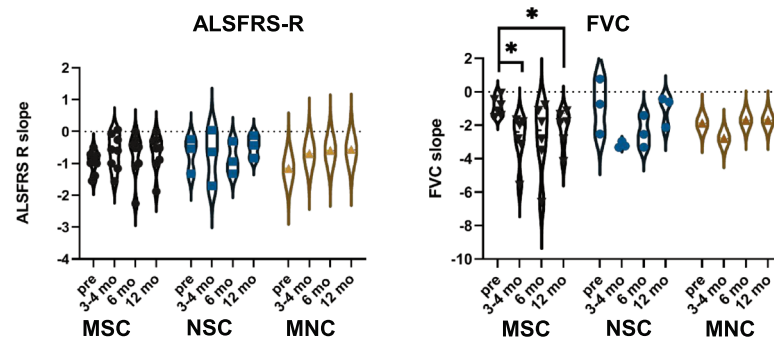 ALSFRS-R
ALSFRS R slope
2
1
0
-1
-2
-3
-4
pre
3-4 mo
6 mo
12 mo
pre
3-4 mo
6 mo
12 mo
pre
3-4 mo
6 mo
12 mo
MSC NSC MNC
FVC
*
*
FVC slope
2
0
-2
-4
-6
-8
-10
pre
3-4 mo
6 mo
12 mo
pre
3-4 mo
6 mo
12 mo
pre
3-4 mo
6 mo
12 mo
MSC NSC MNC